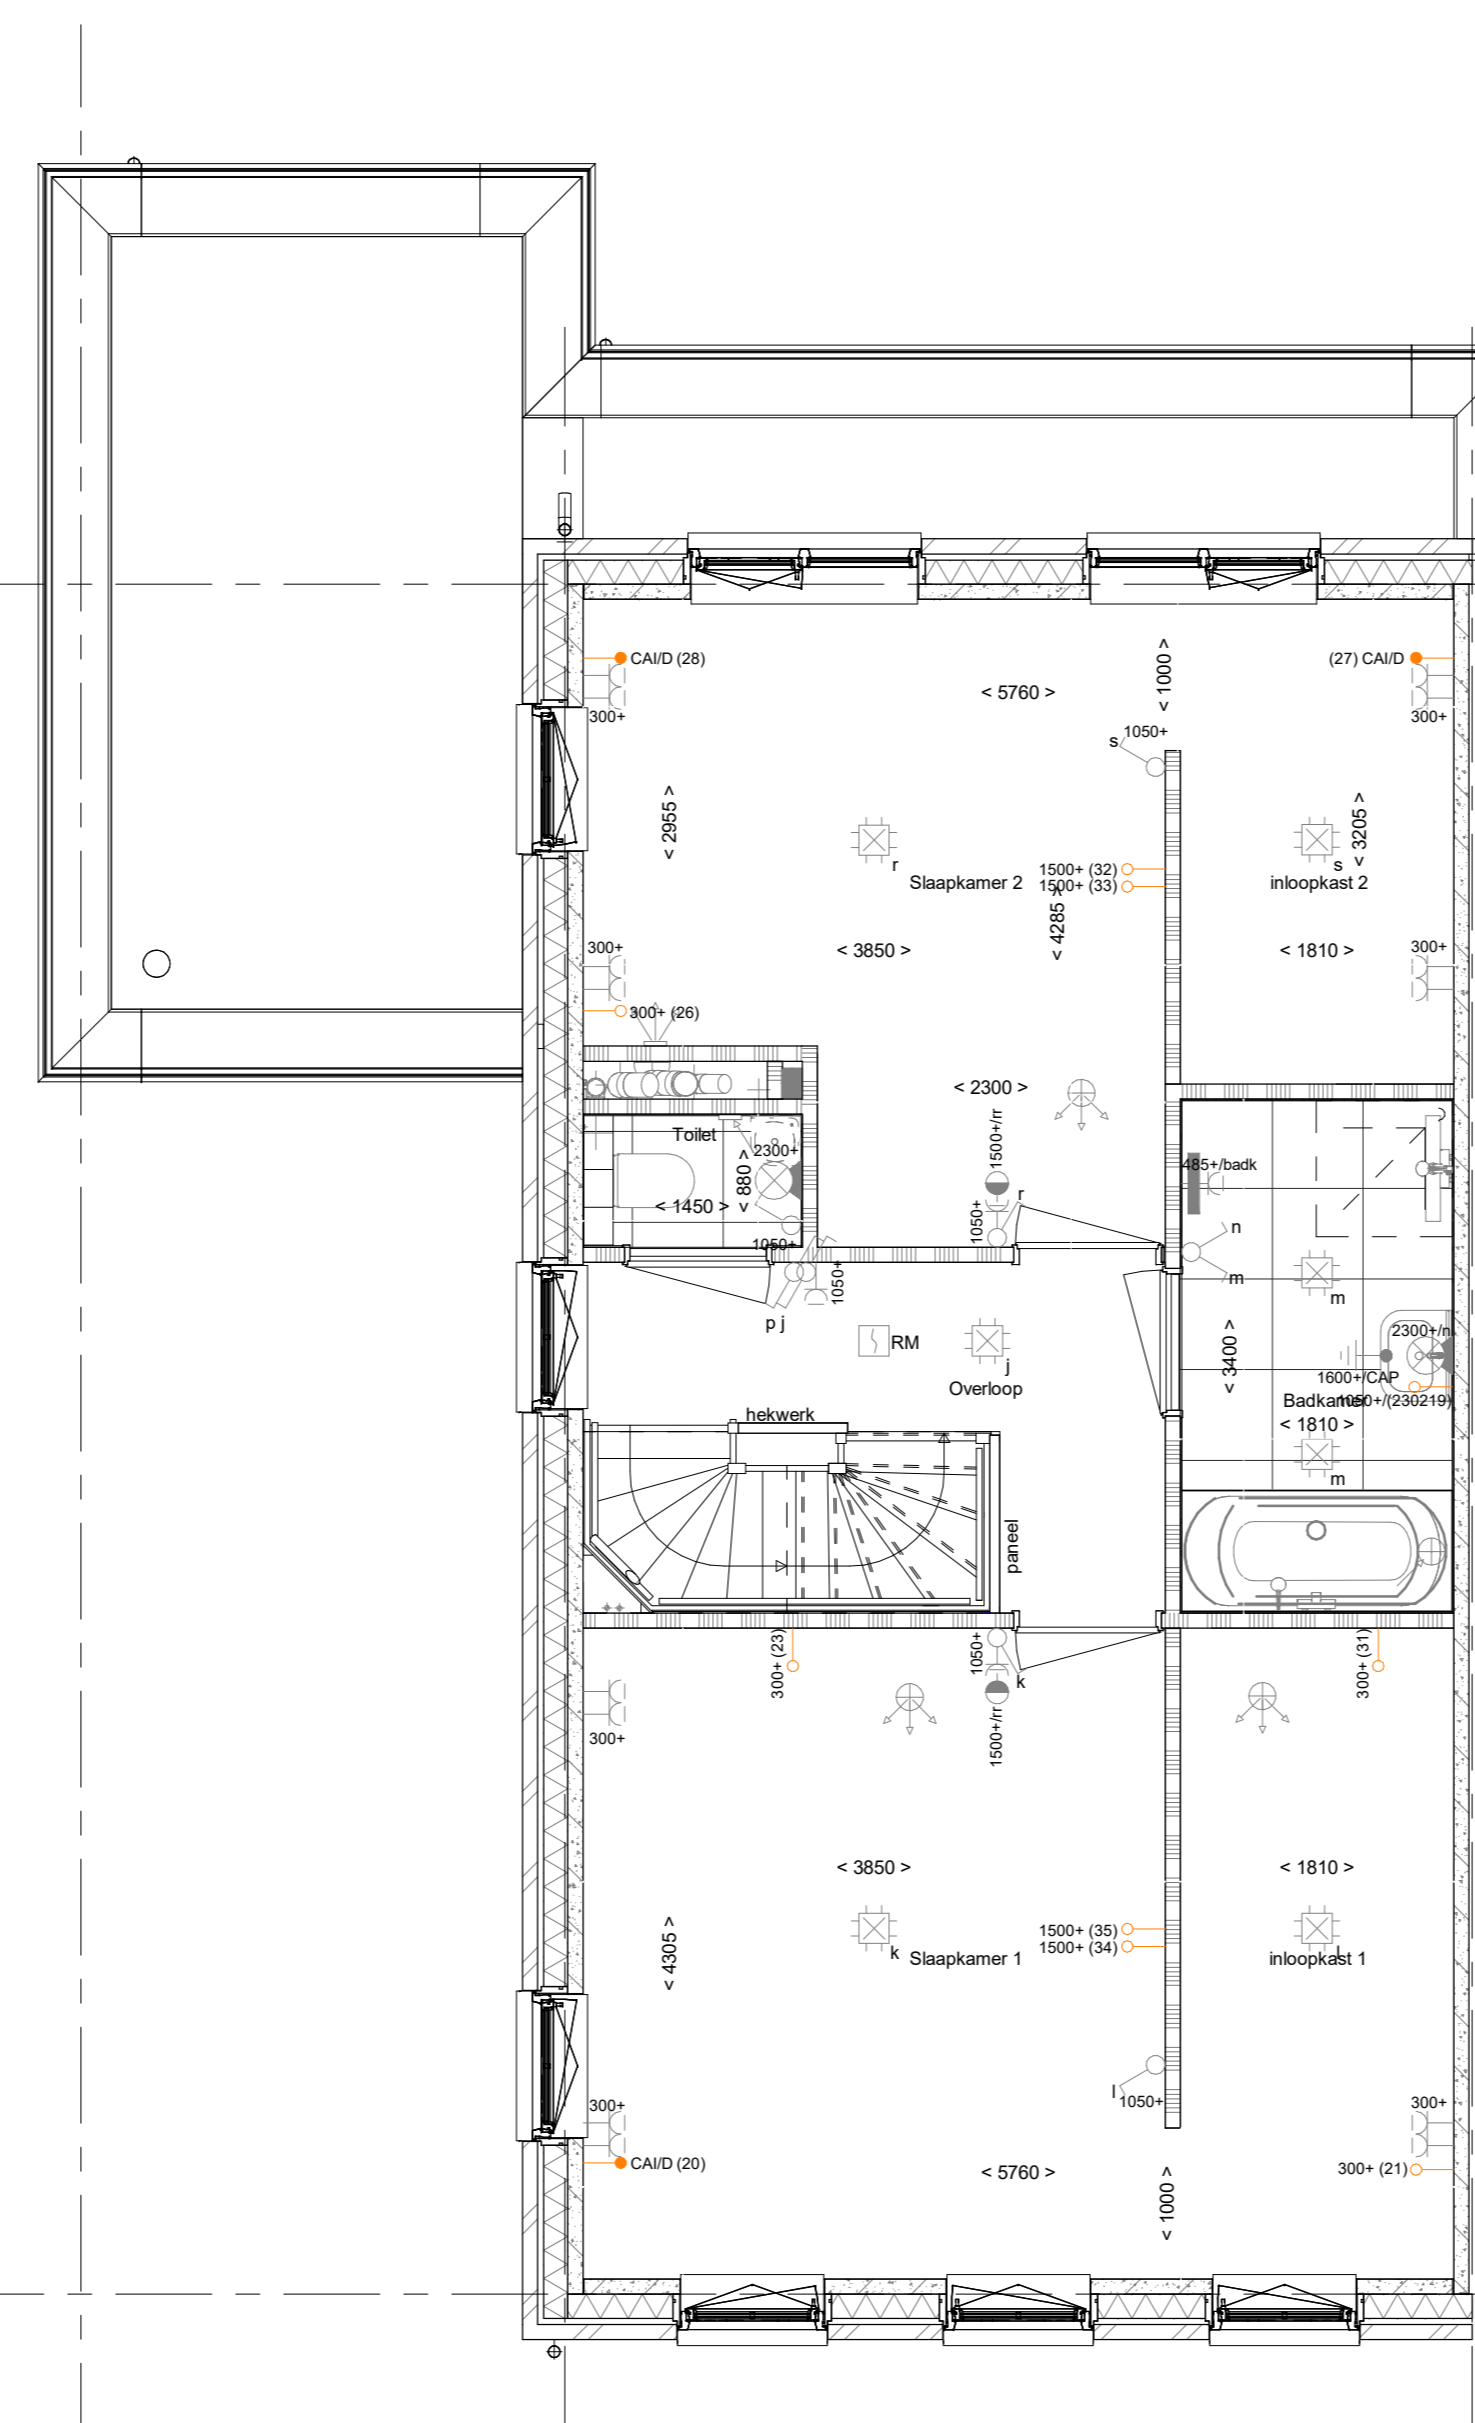 CAI/D (28)
300+
(27) CAI/D
300+
< 5760 >
< 1000 >
s
1050+
< 2955 >
< 3205 >
r
Slaapkamer 2
1500+ (32)
1500+ (33)
s
inloopkast 2
< 4285 >
300+
< 3850 >
< 1810 >
300+
300+ (26)
< 2300 >
Toilet
2300+
< 880 >
< 1450 >
1050+
1500+/rr
1050+
r
485+/badk
n
m
m
p j
1050+
RM
j
Overloop
2300+/n
< 3400 >
1600+/CAP
Badkamer
1050+/(230219)
< 1810 >
m
hekwerk
paneel
300+ (23)
1050+
k
1500+/rr
300+ (31)
300+
< 3850 >
< 1810 >
< 4305 >
k
Slaapkamer 1
1500+ (35)
1500+ (34)
l
inloopkast 1
l
1050+
300+
CAI/D (20)
300+
300+ (21)
< 5760 >
< 1000 >